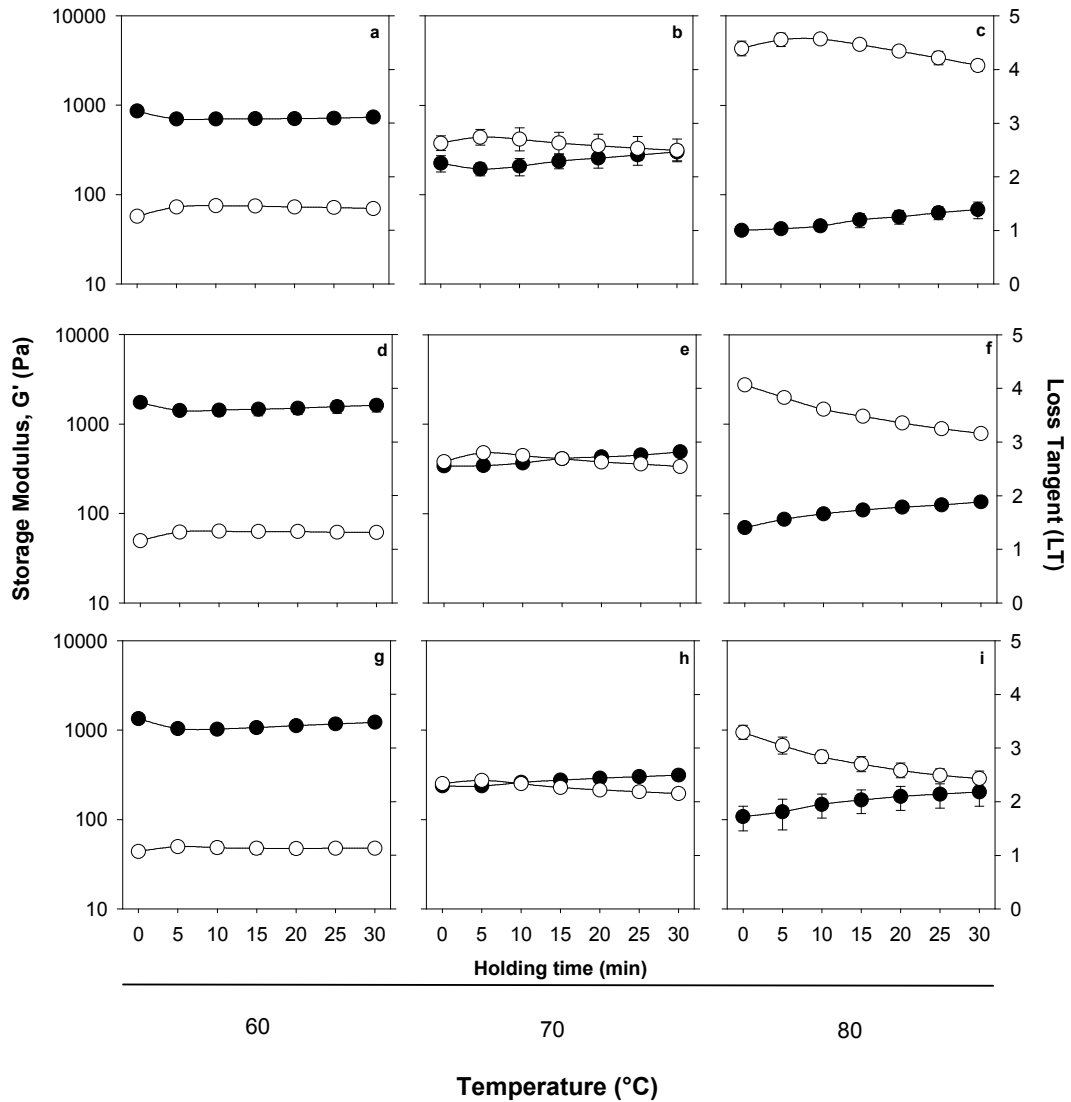 10000
a
b
c
5
1000
4
3
100
2
1
10
0
Storage Modulus, G' (Pa)
10000
d
e
f
5
1000
4
3
100
2
1
10
0
Loss Tangent (LT)
10000
g
h
i
5
1000
4
3
100
2
1
10
0
0 5 10 15 20 25 30 0 5 10 15 20 25 30 0 5 10 15 20 25 30
Holding time (min)
60 70 80
Temperature (°C)